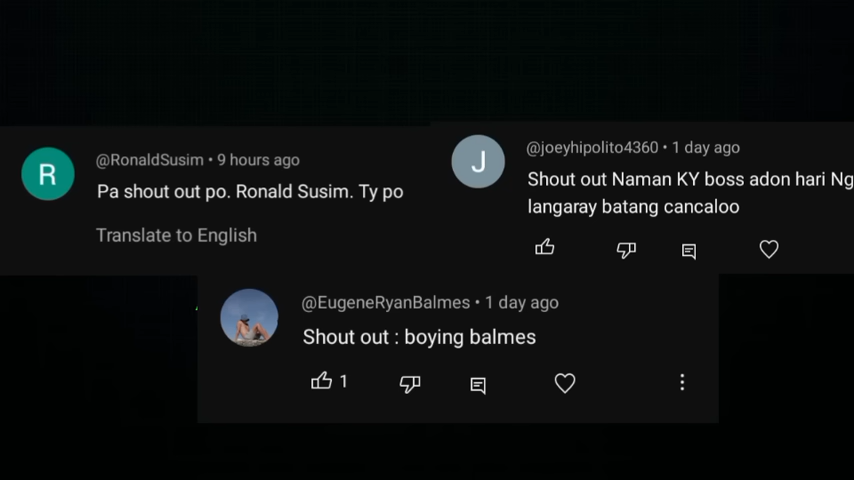 R
@RonaldSusim • 9 hours ago
Pa shout out po. Ronald Susim. Ty po
Translate to English
J
@joeyhipolito4360 • 1 day ago
Shout out Naman KY boss adon hari Ng
langaray batang cancaloo
@EugeneRyanBalmes • 1 day ago
Shout out : boying balmes
1